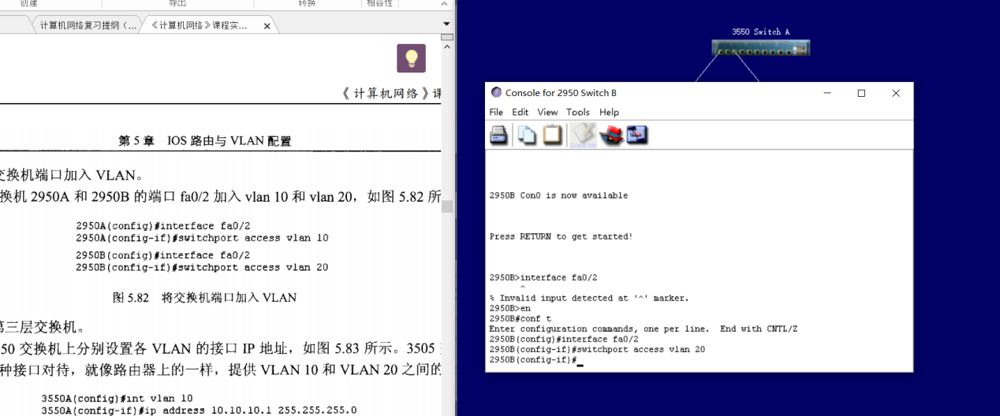 创建
导出
转换
相容性
计算机网络复习提纲（...
《计算机网络》课程实...
《计算机网络》课
第 5 章 IOS 路由与 VLAN 配置
交换机端口加入 VLAN。
换机 2950A 和 2950B 的端口 fa0/2 加入 vlan 10 和 vlan 20，如图 5.82 所
2950A(config)#interface fa0/2
2950A(config-if)#switchport access vlan 10
2950B(config)#interface fa0/2
2950B(config-if)#switchport access vlan 20
图 5.82 将交换机端口加入 VLAN
第三层交换机。
50 交换机上分别设置各 VLAN 的接口 IP 地址，如图 5.83 所示。3505
种接口对待，就像路由器上的一样，提供 VLAN 10 和 VLAN 20 之间的
3550A(config)#int vlan 10
3550A(config-if)#ip address 10.10.10.1 255.255.255.0
3550 Switch A
Console for 2950 Switch B
File Edit View Tools Help
2950B Con0 is now available
Press RETURN to get started!
2950B>interface fa0/2
^
% Invalid input detected at '^' marker.
2950B>en
2950B#conf t
Enter configuration commands, one per line. End with CNTL/Z
2950B(config)#interface fa0/2
2950B(config-if)#switchport access vlan 20
2950B(config-if)#